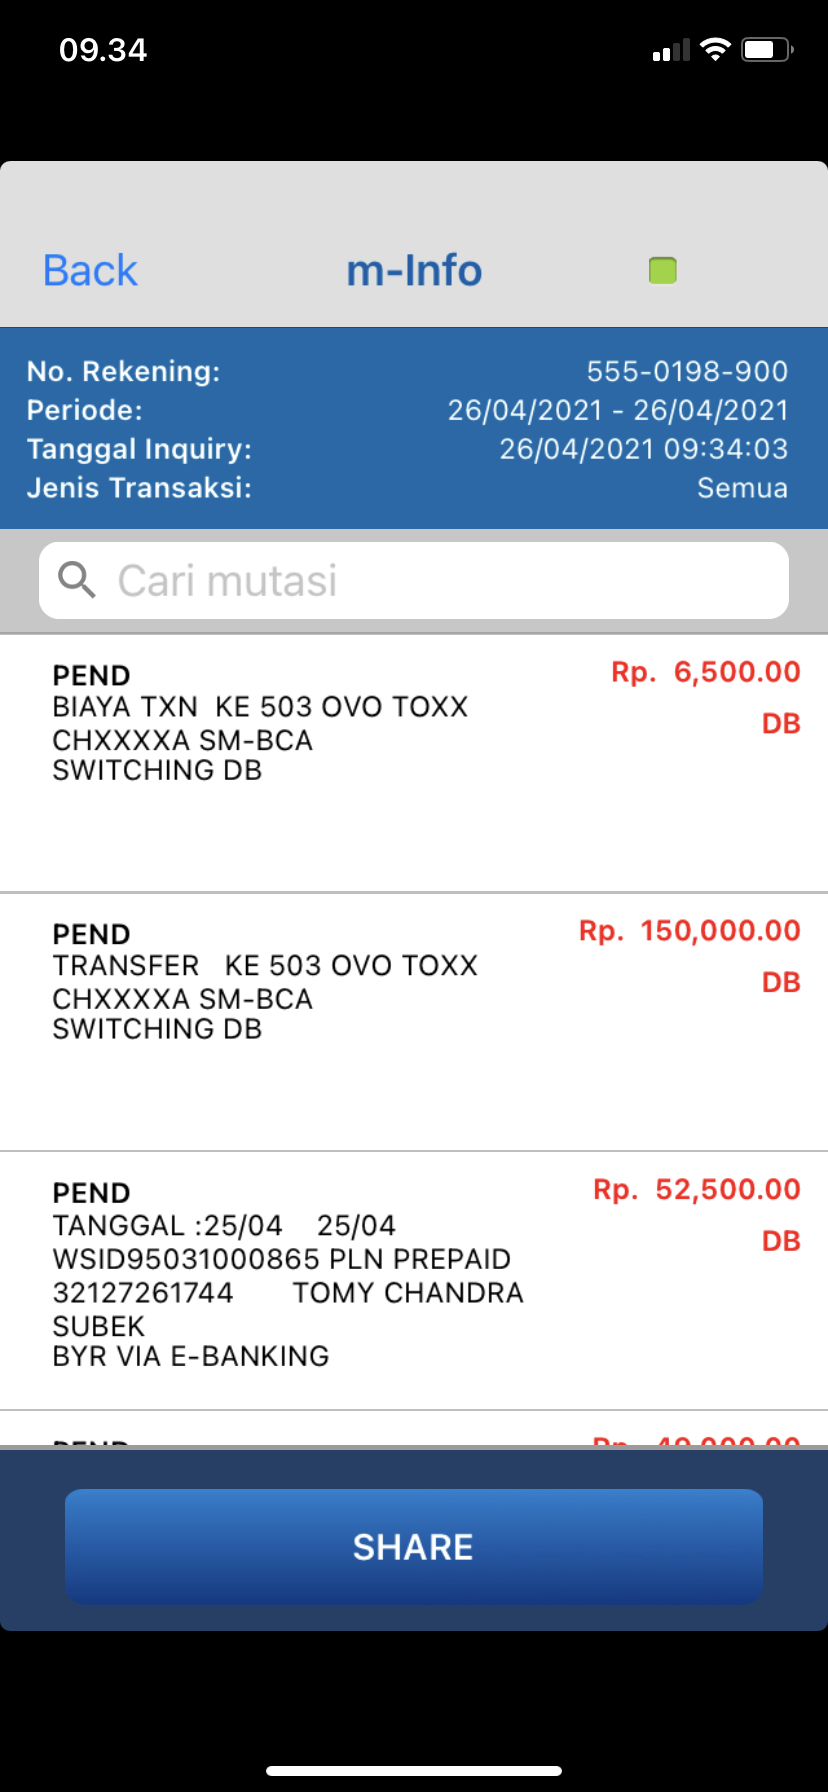 09.34
Back m-Info
No. Rekening: 555-0198-900
Periode: 26/04/2021 - 26/04/2021
Tanggal Inquiry: 26/04/2021 09:34:03
Jenis Transaksi: Semua
Cari mutasi
PEND Rp. 6,500.00
BIAYA TXN KE 503 OVO TOXX DB
CHXXXXA SM-BCA
SWITCHING DB
PEND Rp. 150,000.00
TRANSFER KE 503 OVO TOXX DB
CHXXXXA SM-BCA
SWITCHING DB
PEND Rp. 52,500.00
TANGGAL :25/04 25/04 DB
WSID95031000865 PLN PREPAID
32127261744 TOMY CHANDRA
SUBEK
BYR VIA E-BANKING
PEND Rp.
SHARE